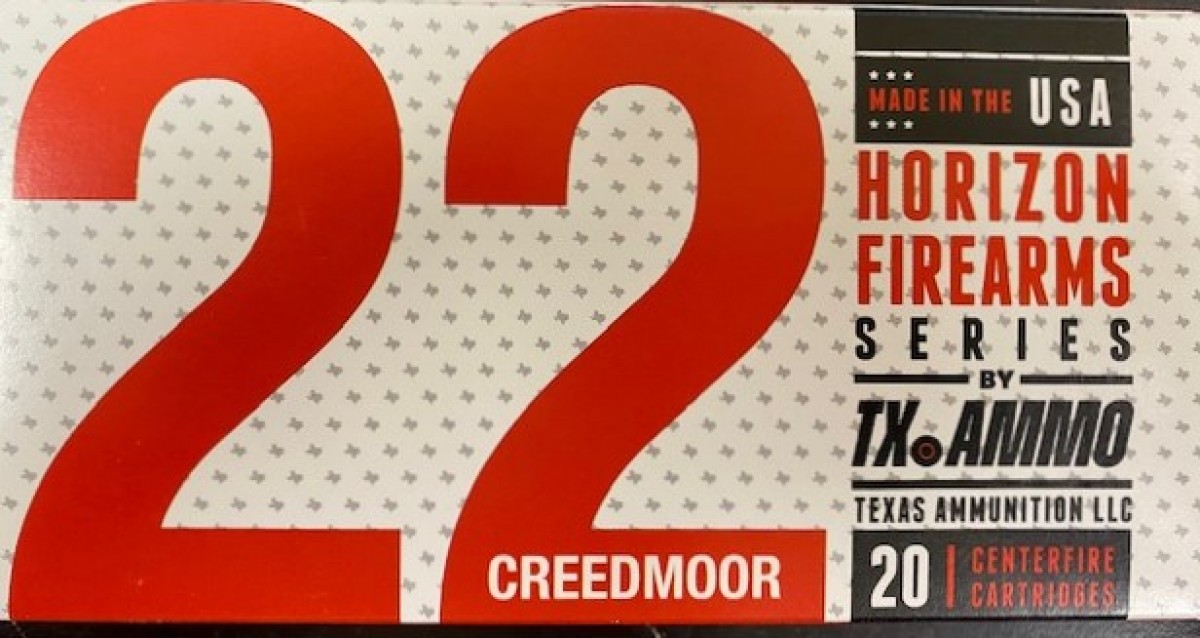 22
CREEDMOOR
MADE IN THE USA
HORIZON
FIREARMS
SERIES
BY
TX.AMMO
TEXAS AMMUNITION LLC
20 | CENTERFIRE
CARTRIDGES